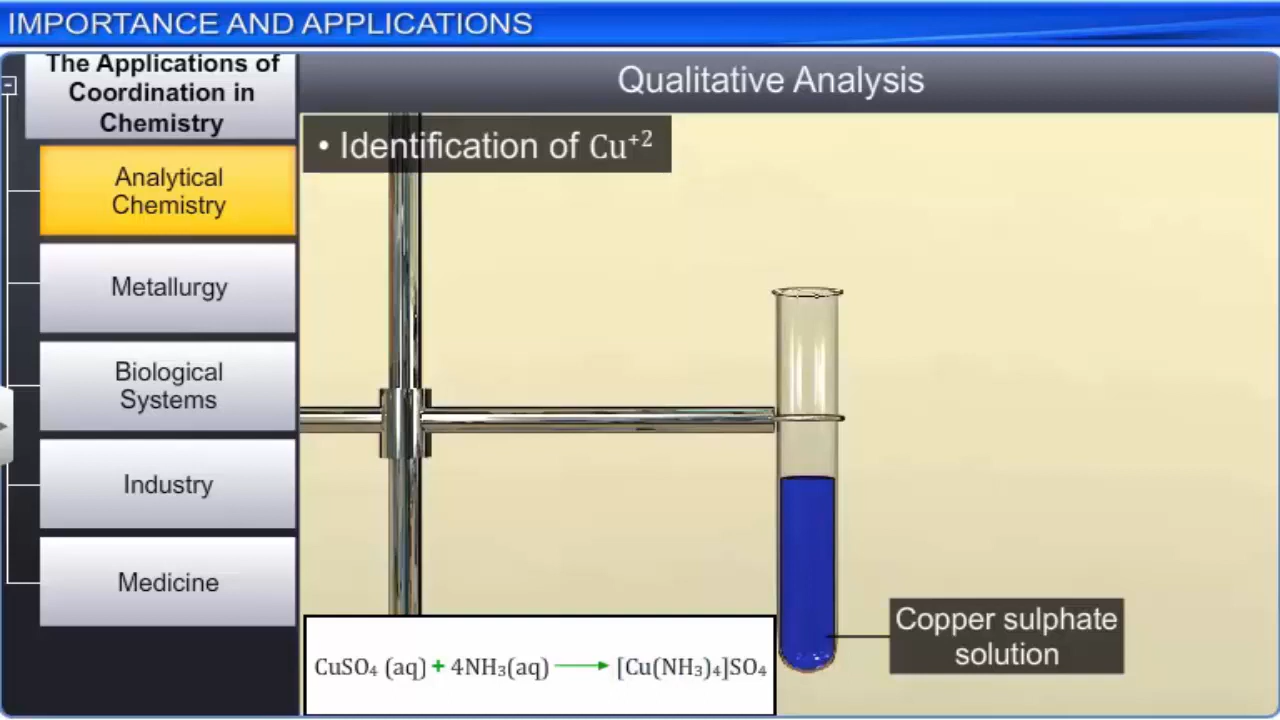 IMPORTANCE AND APPLICATIONS
The Applications of
Coordination in
Chemistry
Analytical
Chemistry
Metallurgy
Biological
Systems
Industry
Medicine
Qualitative Analysis
• Identification of Cu⁺²
Copper sulphate
solution
CuSO₄ (aq) + 4NH₃(aq) ⟶ [Cu(NH₃)₄]SO₄